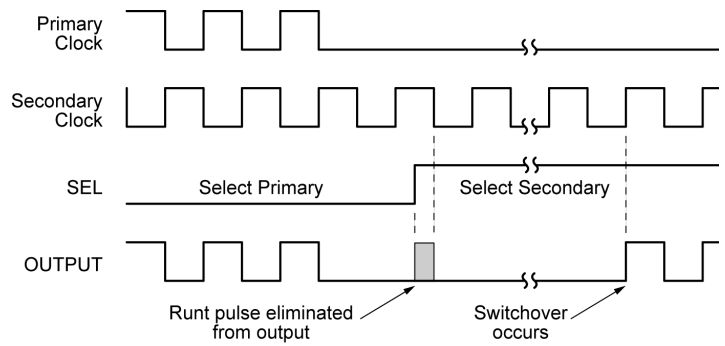 Primary
Clock
Secondary
Clock
SEL
Select Primary
Select Secondary
OUTPUT
Runt pulse eliminated
from output
Switchover
occurs